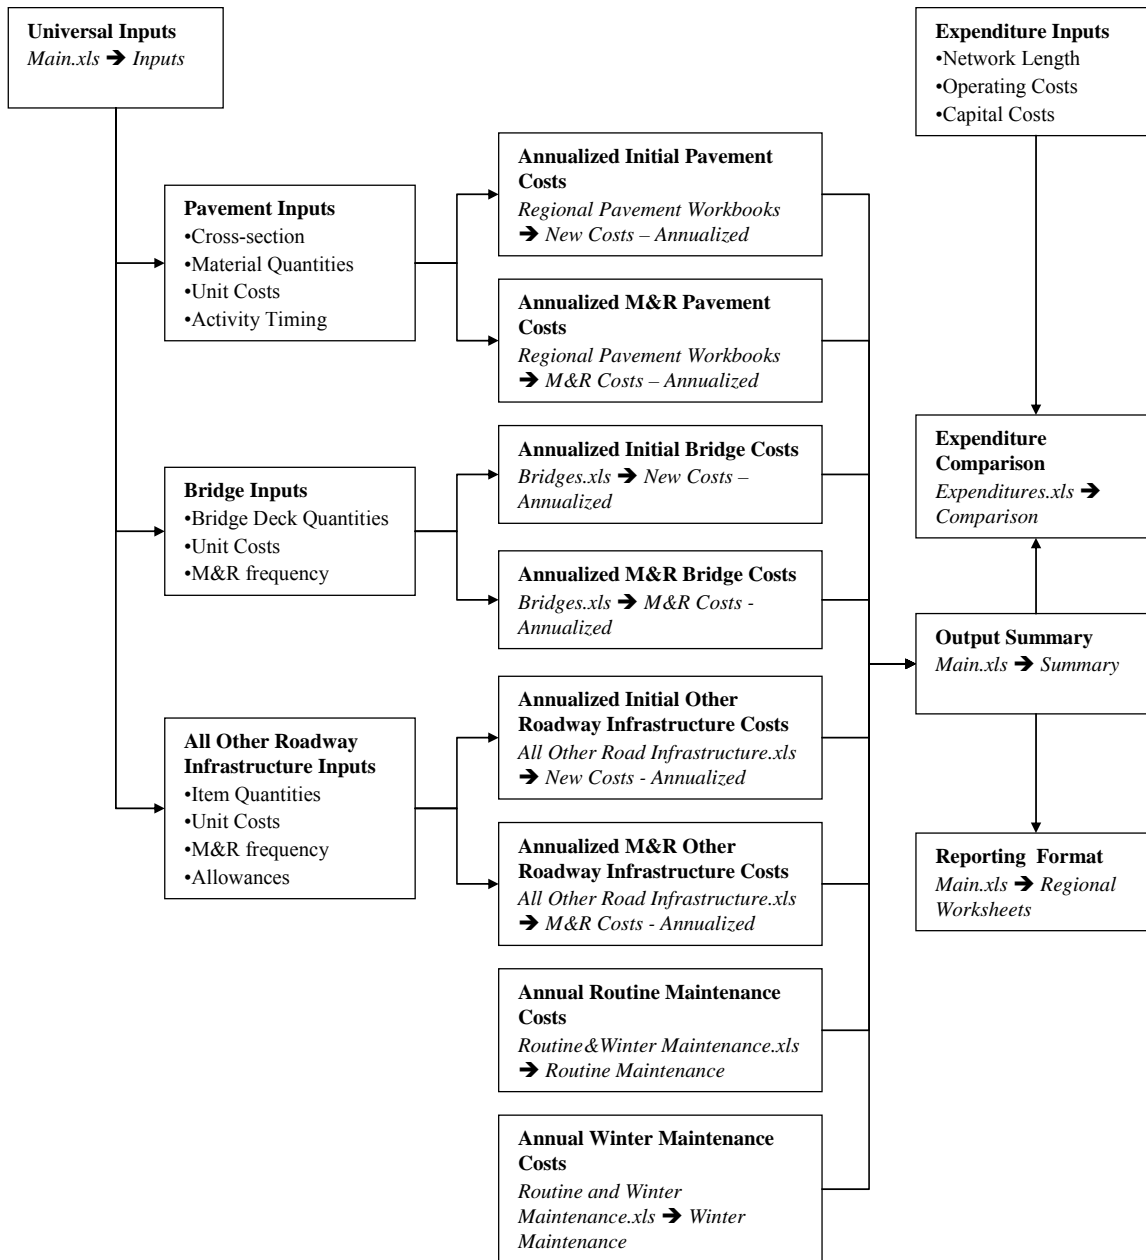 Universal Inputs
Main.xls ➔ Inputs
Expenditure Inputs
•Network Length
•Operating Costs
•Capital Costs
Pavement Inputs
•Cross-section
•Material Quantities
•Unit Costs
•Activity Timing
Annualized Initial Pavement
Costs
Regional Pavement Workbooks
➔ New Costs – Annualized
Annualized M&R Pavement
Costs
Regional Pavement Workbooks
➔ M&R Costs – Annualized
Bridge Inputs
•Bridge Deck Quantities
•Unit Costs
•M&R frequency
Annualized Initial Bridge Costs
Bridges.xls ➔ New Costs –
Annualized
Annualized M&R Bridge Costs
Bridges.xls ➔ M&R Costs -
Annualized
Expenditure
Comparison
Expenditures.xls ➔
Comparison
Output Summary
Main.xls ➔ Summary
All Other Roadway
Infrastructure Inputs
•Item Quantities
•Unit Costs
•M&R frequency
•Allowances
Annualized Initial Other
Roadway Infrastructure Costs
All Other Road Infrastructure.xls
➔ New Costs - Annualized
Annualized M&R Other
Roadway Infrastructure Costs
All Other Road Infrastructure.xls
➔ M&R Costs - Annualized
Reporting Format
Main.xls ➔ Regional
Worksheets
Annual Routine Maintenance
Costs
Routine&Winter Maintenance.xls
➔ Routine Maintenance
Annual Winter Maintenance
Costs
Routine and Winter
Maintenance.xls ➔ Winter
Maintenance